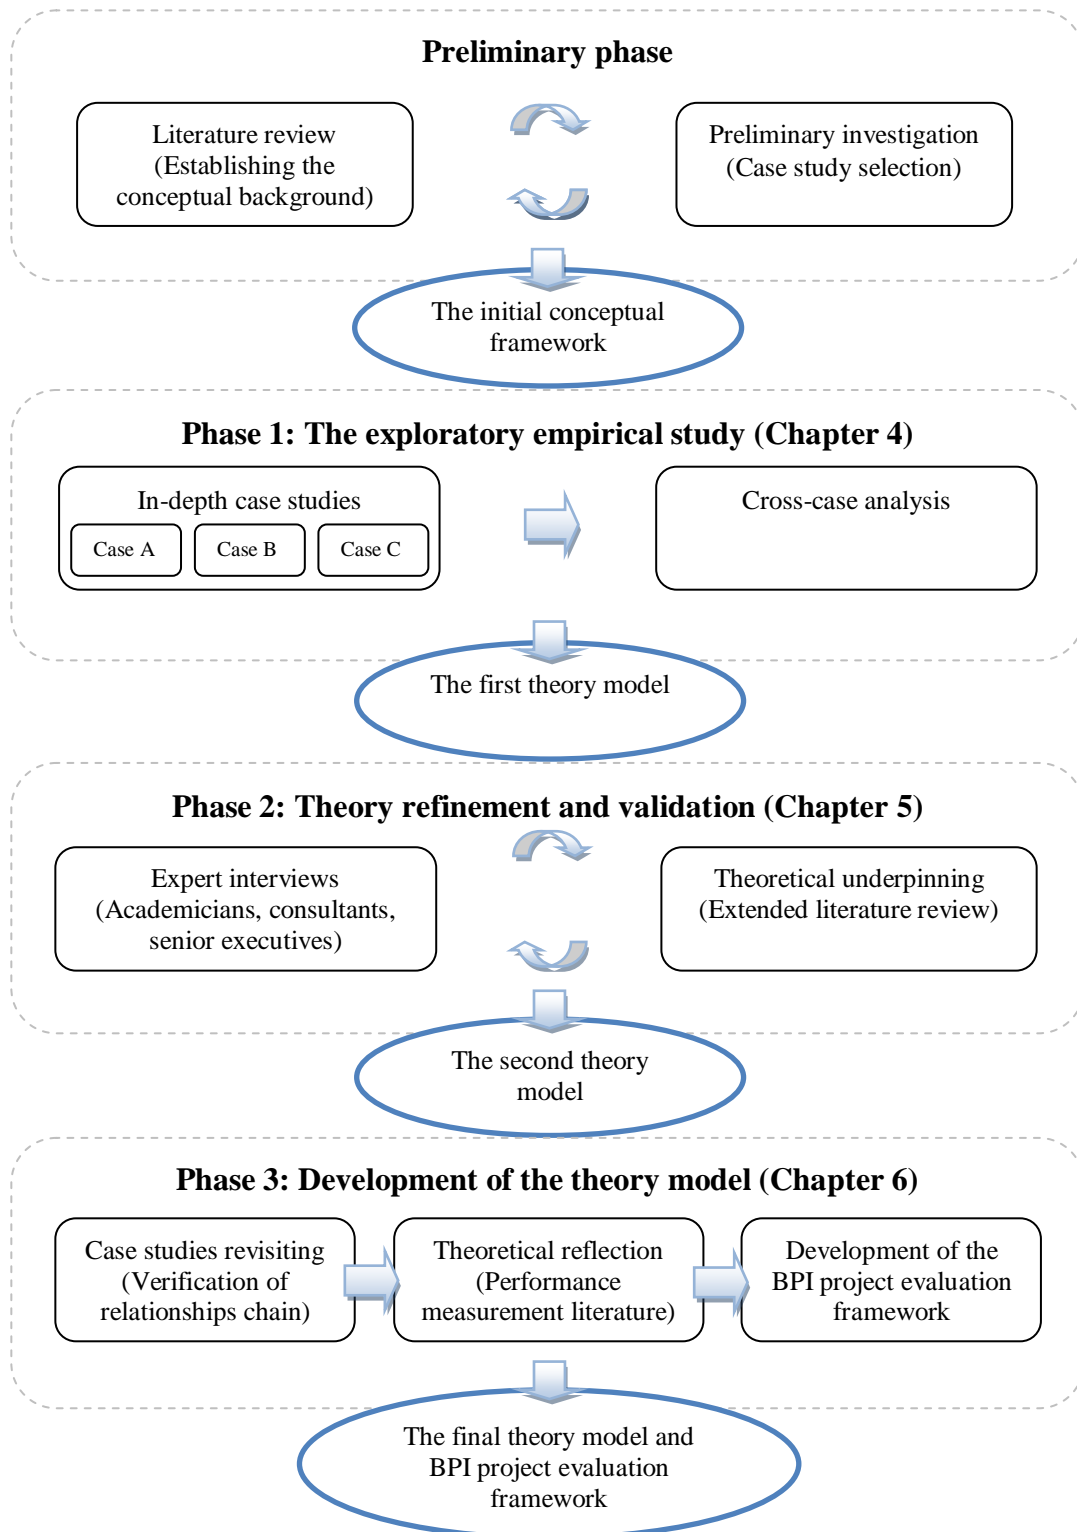 Preliminary phase
Literature review
(Establishing the
conceptual background)
Preliminary investigation
(Case study selection)
The initial conceptual
framework
Phase 1: The exploratory empirical study (Chapter 4)
In-depth case studies
Case A
Case B
Case C
Cross-case analysis
The first theory model
Phase 2: Theory refinement and validation (Chapter 5)
Expert interviews
(Academicians, consultants,
senior executives)
Theoretical underpinning
(Extended literature review)
The second theory
model
Phase 3: Development of the theory model (Chapter 6)
Case studies revisiting
(Verification of
relationships chain)
Theoretical reflection
(Performance
measurement literature)
Development of the
BPI project evaluation
framework
The final theory model and
BPI project evaluation
framework